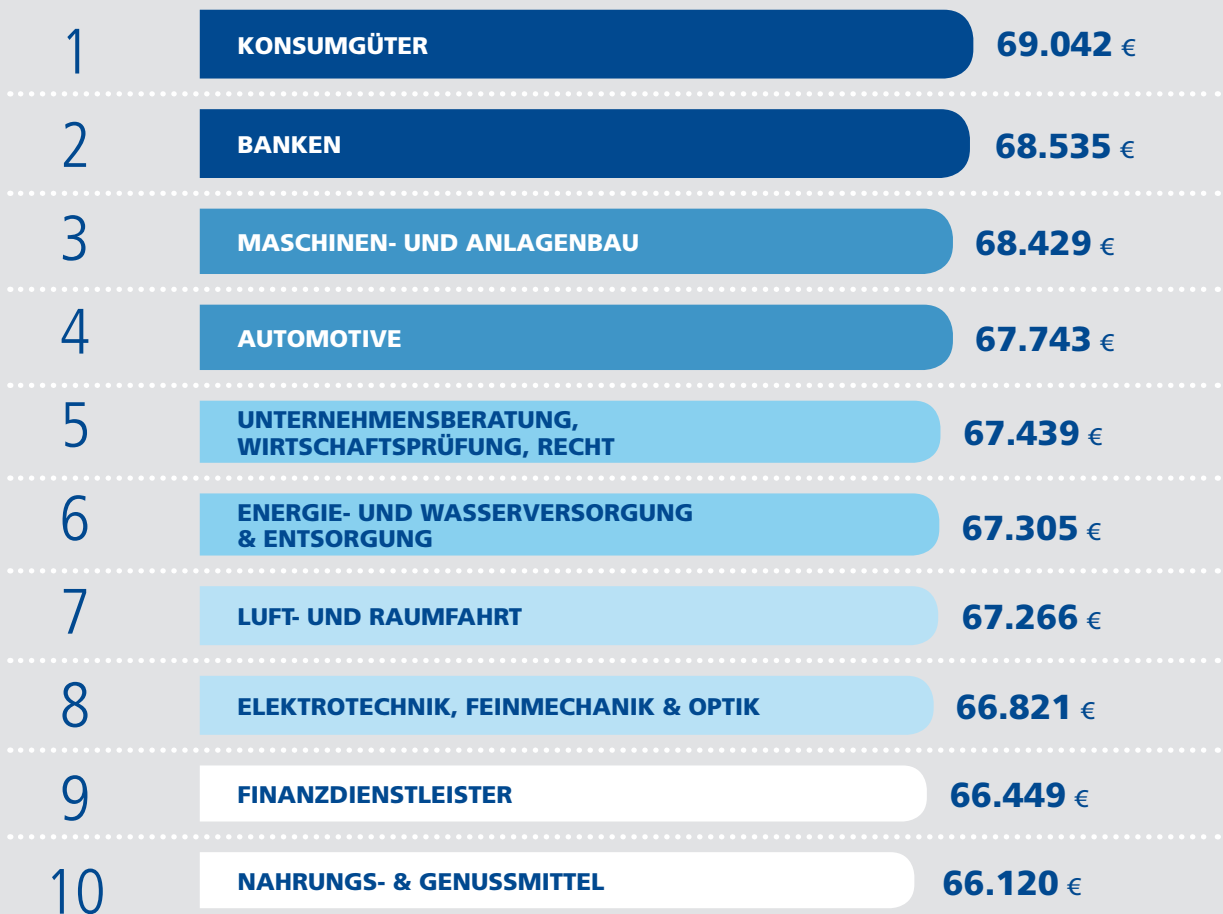 1 KONSUMGÜTER 69.042 €
2 BANKEN 68.535 €
3 MASCHINEN- UND ANLAGENBAU 68.429 €
4 AUTOMOTIVE 67.743 €
5 UNTERNEHMENSBERATUNG,
WIRTSCHAFTSPRÜFUNG, RECHT 67.439 €
6 ENERGIE- UND WASSERVERSORGUNG
& ENTSORGUNG 67.305 €
7 LUFT- UND RAUMFAHRT 67.266 €
8 ELEKTROTECHNIK, FEINMECHANIK & OPTIK 66.821 €
9 FINANZDIENSTLEISTER 66.449 €
10 NAHRUNGS- & GENUSSMITTEL 66.120 €